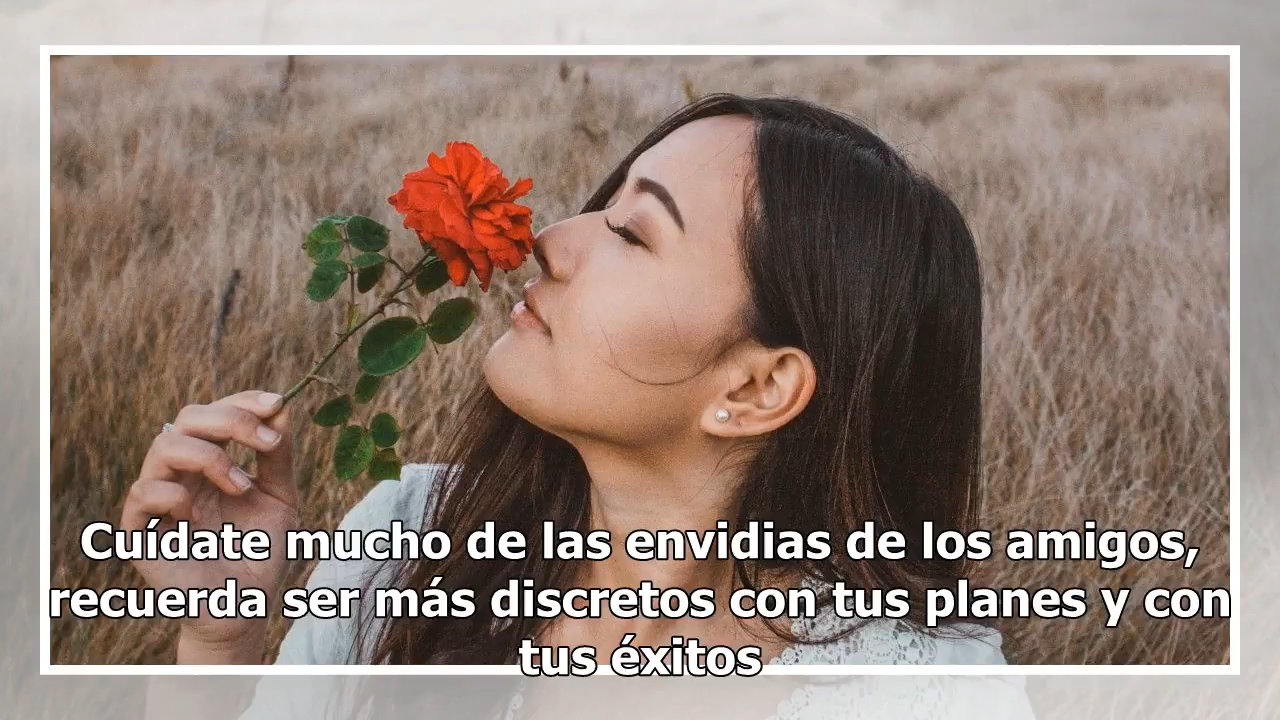 Cuídate mucho de las envidias de los amigos,
recuerda ser más discretos con tus planes y con
tus éxitos